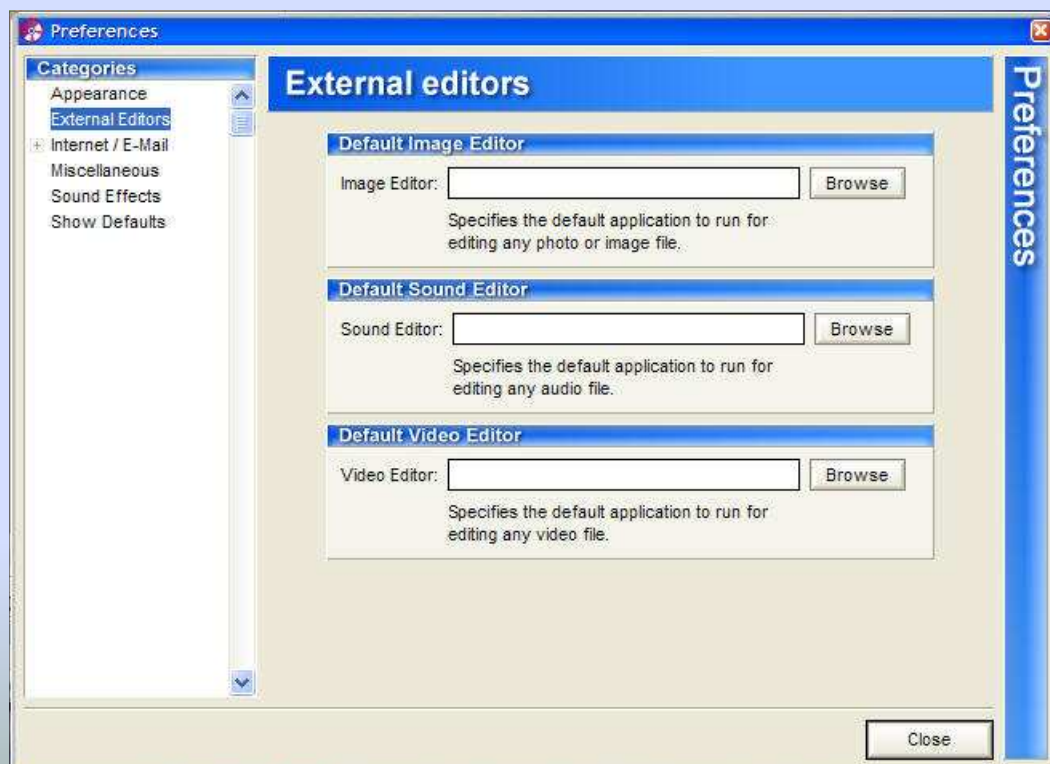 Preferences
Categories
Appearance
External Editors
Internet / E-Mail
Miscellaneous
Sound Effects
Show Defaults
External editors
Default Image Editor
Image Editor:
Browse
Specifies the default application to run for
editing any photo or image file.
Default Sound Editor
Sound Editor:
Browse
Specifies the default application to run for
editing any audio file.
Default Video Editor
Video Editor:
Browse
Specifies the default application to run for
editing any video file.
Close
Preferences